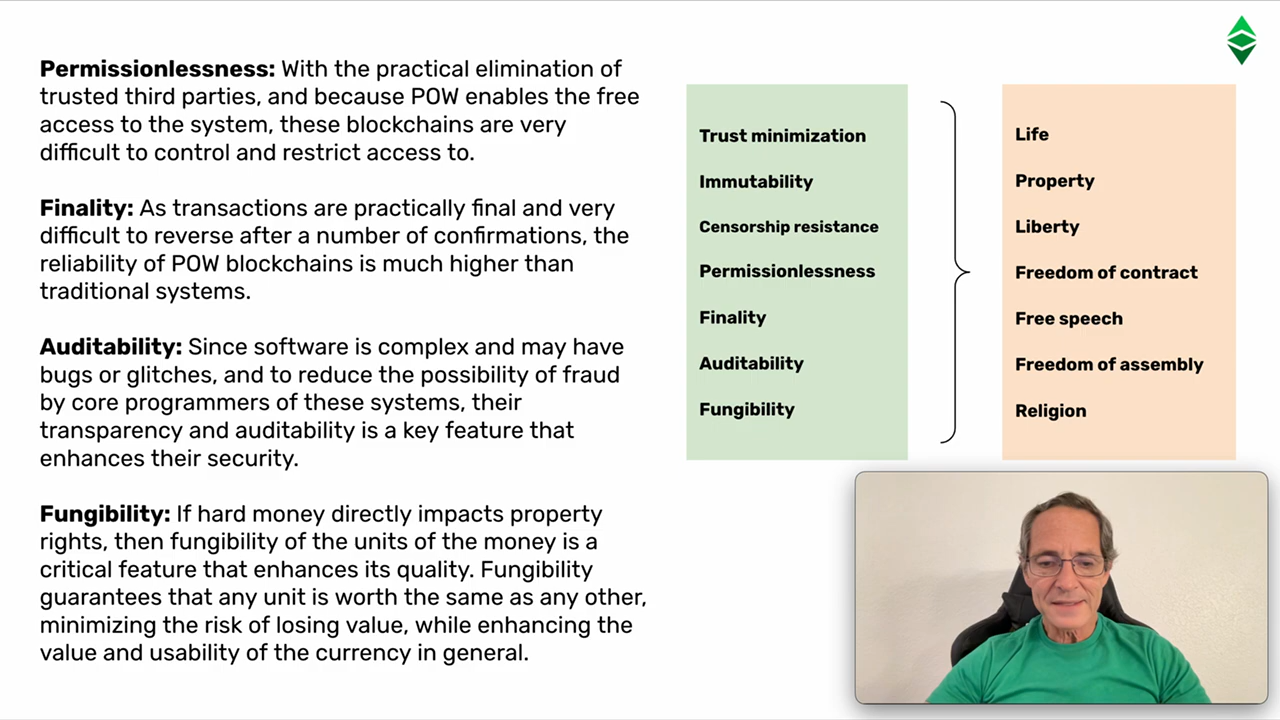 Permissionlessness: With the practical elimination of
trusted third parties, and because POW enables the free
access to the system, these blockchains are very
difficult to control and restrict access to.
Finality: As transactions are practically final and very
difficult to reverse after a number of confirmations, the
reliability of POW blockchains is much higher than
traditional systems.
Auditability: Since software is complex and may have
bugs or glitches, and to reduce the possibility of fraud
by core programmers of these systems, their
transparency and auditability is a key feature that
enhances their security.
Fungibility: If hard money directly impacts property
rights, then fungibility of the units of the money is a
critical feature that enhances its quality. Fungibility
guarantees that any unit is worth the same as any other,
minimizing the risk of losing value, while enhancing the
value and usability of the currency in general.
Trust minimization
Immutability
Censorship resistance
Permissionlessness
Finality
Auditability
Fungibility
Life
Property
Liberty
Freedom of contract
Free speech
Freedom of assembly
Religion